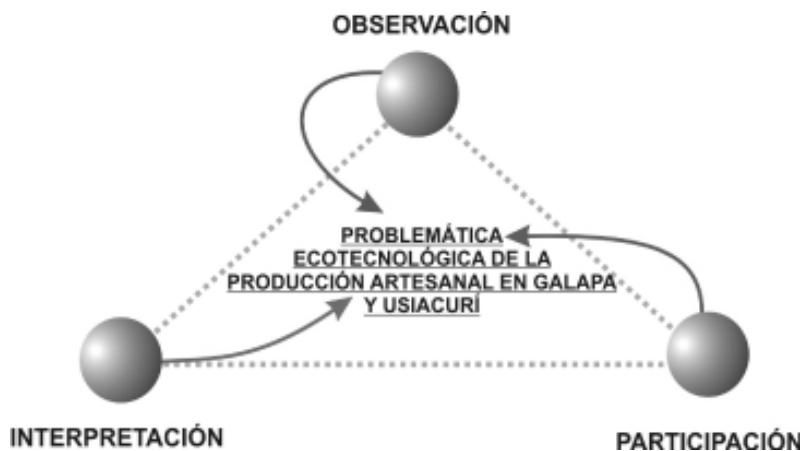 OBSERVACIÓN
PROBLEMÁTICA
ECOTECNOLÓGICA DE LA
PRODUCCIÓN ARTESANAL EN GALAPA
Y USIACURÍ
INTERPRETACIÓN
PARTICIPACIÓN